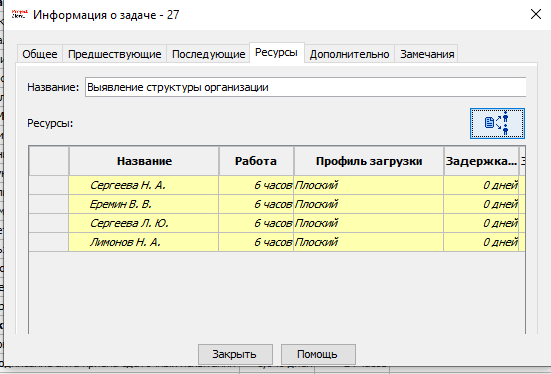 Информация о задаче - 27
Общее Предшествующие Последующие Ресурсы Дополнительно Замечания
Название: Выявление структуры организации
Ресурсы:
Название Работа Профиль загрузки Задержка...
Сергеева Н. А. 6 часов Плоский 0 дней
Еремин В. В. 6 часов Плоский 0 дней
Сергеева Л. Ю. 6 часов Плоский 0 дней
Лимонов Н. А. 6 часов Плоский 0 дней
Закрыть Помощь